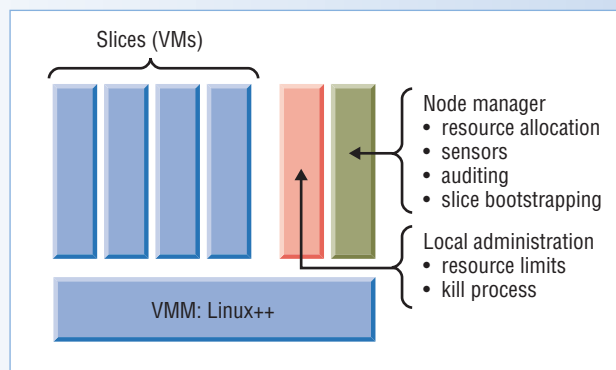 Slices (VMs)
Node manager
• resource allocation
• sensors
• auditing
• slice bootstrapping
Local administration
• resource limits
• kill process
VMM: Linux++